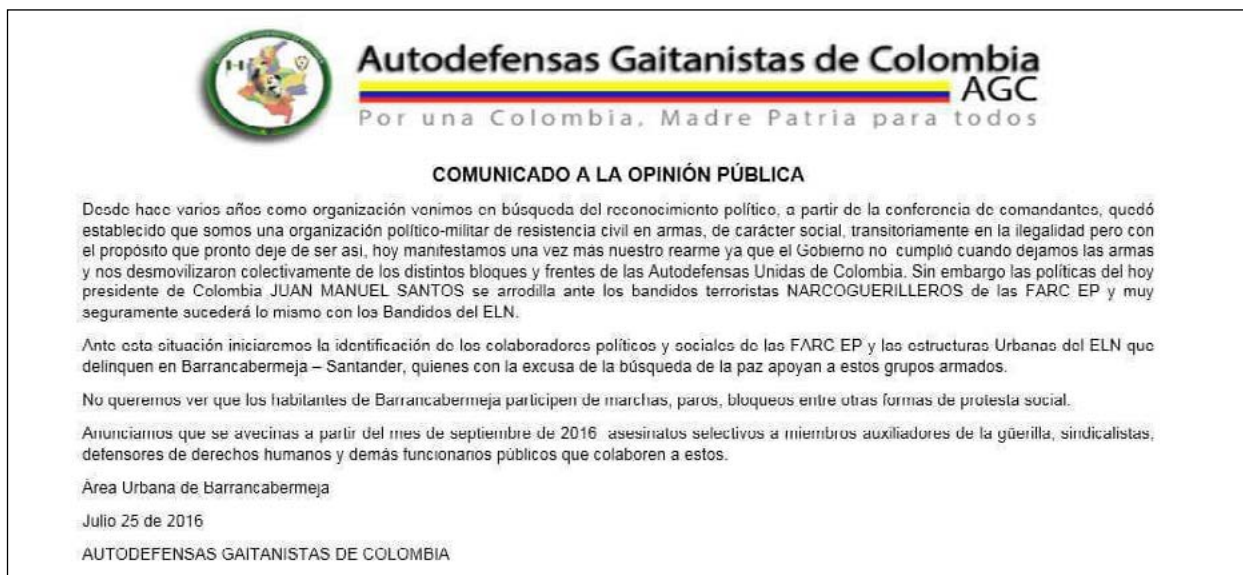 Autodefensas Gaitanistas de Colombia
AGC
Por una Colombia, Madre Patria para todos
COMUNICADO A LA OPINIÓN PÚBLICA
Desde hace varios años como organización venimos en búsqueda del reconocimiento político, a partir de la conferencia de comandantes, quedó
establecido que somos una organización político-militar de resistencia civil en armas, de carácter social, transitoriamente en la ilegalidad pero con
el propósito que pronto deje de ser asi, hoy manifestamos una vez más nuestro rearme ya que el Gobierno no cumplió cuando dejamos las armas
y nos desmovilizaron colectivamente de los distintos bloques y frentes de las Autodefensas Unidas de Colombia. Sin embargo las políticas del hoy
presidente de Colombia JUAN MANUEL SANTOS se arrodilla ante los bandidos terroristas NARCOGUERILLEROS de las FARC EP y muy
seguramente sucederá lo mismo con los Bandidos del ELN.
Ante esta situación iniciaremos la identificación de los colaboradores políticos y sociales de las FARC EP y las estructuras Urbanas del ELN que
delinquen en Barrancabermeja – Santander, quienes con la excusa de la búsqueda de la paz apoyan a estos grupos armados.
No queremos ver que los habitantes de Barrancabermeja participen de marchas, paros, bloqueos entre otras formas de protesta social.
Anunciamos que se avecinas a partir del mes de septiembre de 2016 asesinatos selectivos a miembros auxiliadores de la güerilla, sindicalistas,
defensores de derechos humanos y demás funcionarios públicos que colaboren a estos.
Área Urbana de Barrancabermeja
Julio 25 de 2016
AUTODEFENSAS GAITANISTAS DE COLOMBIA